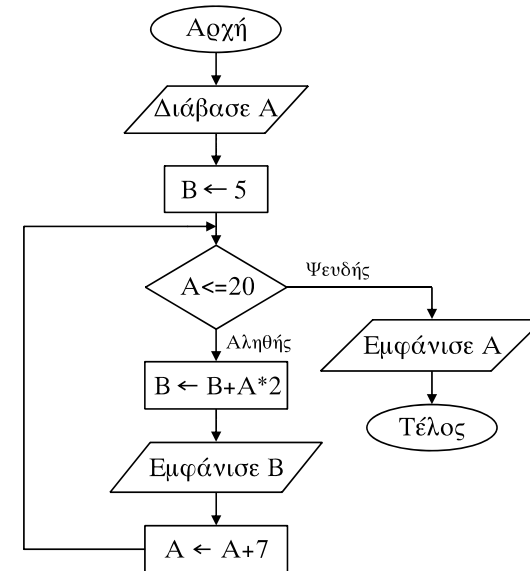 Αρχή
Διάβασε Α
Β ← 5
Α<=20
Ψευδής
Αληθής
Εμφάνισε Α
Β ← Β+Α*2
Τέλος
Εμφάνισε Β
Α ← Α+7